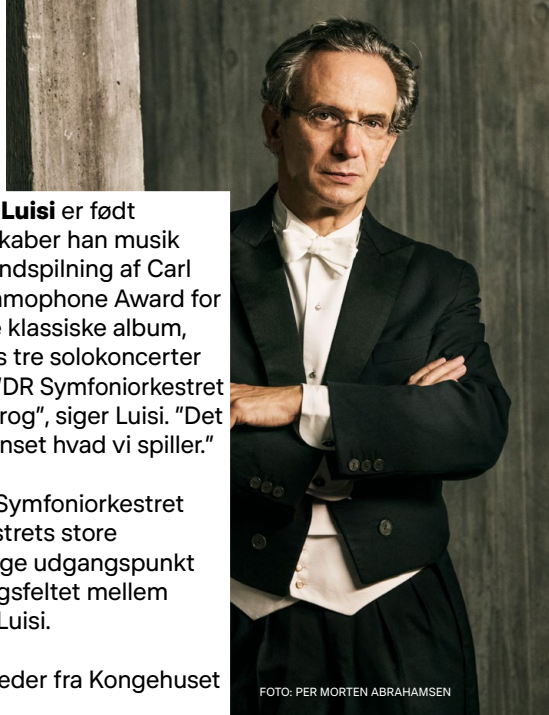 Luisi er født
kaber han musik
ndspilning af Carl
amophone Award for
e klassiske album,
s tre solokoncerter
"DR Symfoniorkestret
rog”, siger Luisi. ”Det
nset hvad vi spiller.”
Symfoniorkestret
strets store
ge udgangspunkt
gsfeltet mellem
Luisi.
eder fra Kongehuset
FOTO: PER MORTEN ABRAHAMSEN